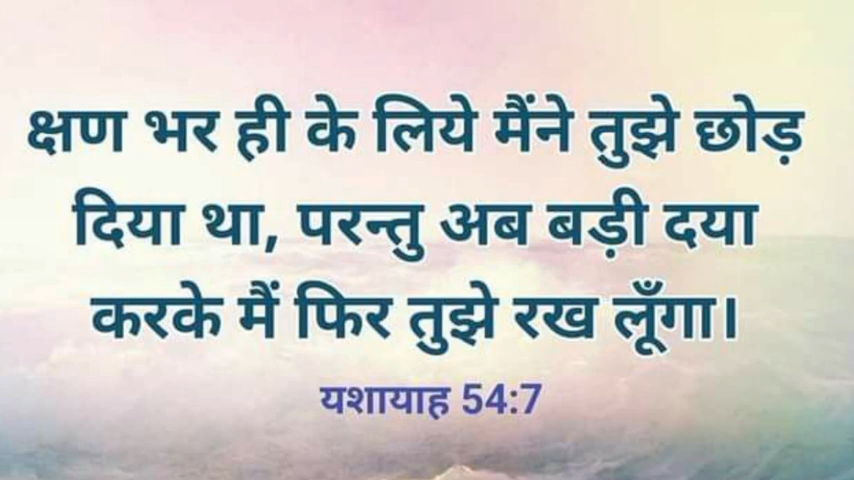 क्षण भर ही के लिये मैंने तुझे छोड़
दिया था, परन्तु अब बड़ी दया
करके मैं फिर तुझे रख लूँगा।
यशायाह 54:7